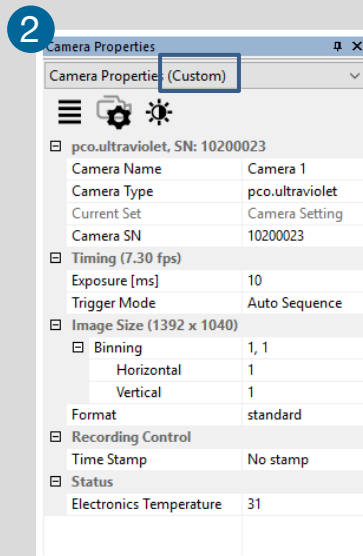 2
Camera Properties
Camera Properties (Custom)
pco.ultraviolet, SN: 10200023
Camera Name Camera 1
Camera Type pco.ultraviolet
Current Set Camera Setting
Camera SN 10200023
Timing (7.30 fps)
Exposure [ms] 10
Trigger Mode Auto Sequence
Image Size (1392 x 1040)
Binning 1, 1
Horizontal 1
Vertical 1
Format standard
Recording Control
Time Stamp No stamp
Status
Electronics Temperature 31